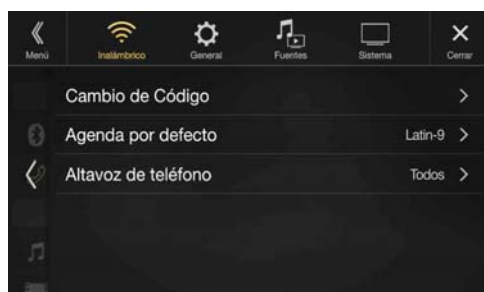 Menú
Inalámbrico
General
Fuentes
Sistema
Cerrar
Cambio de Código
Agenda por defecto Latin-9
Altavoz de teléfono Todos